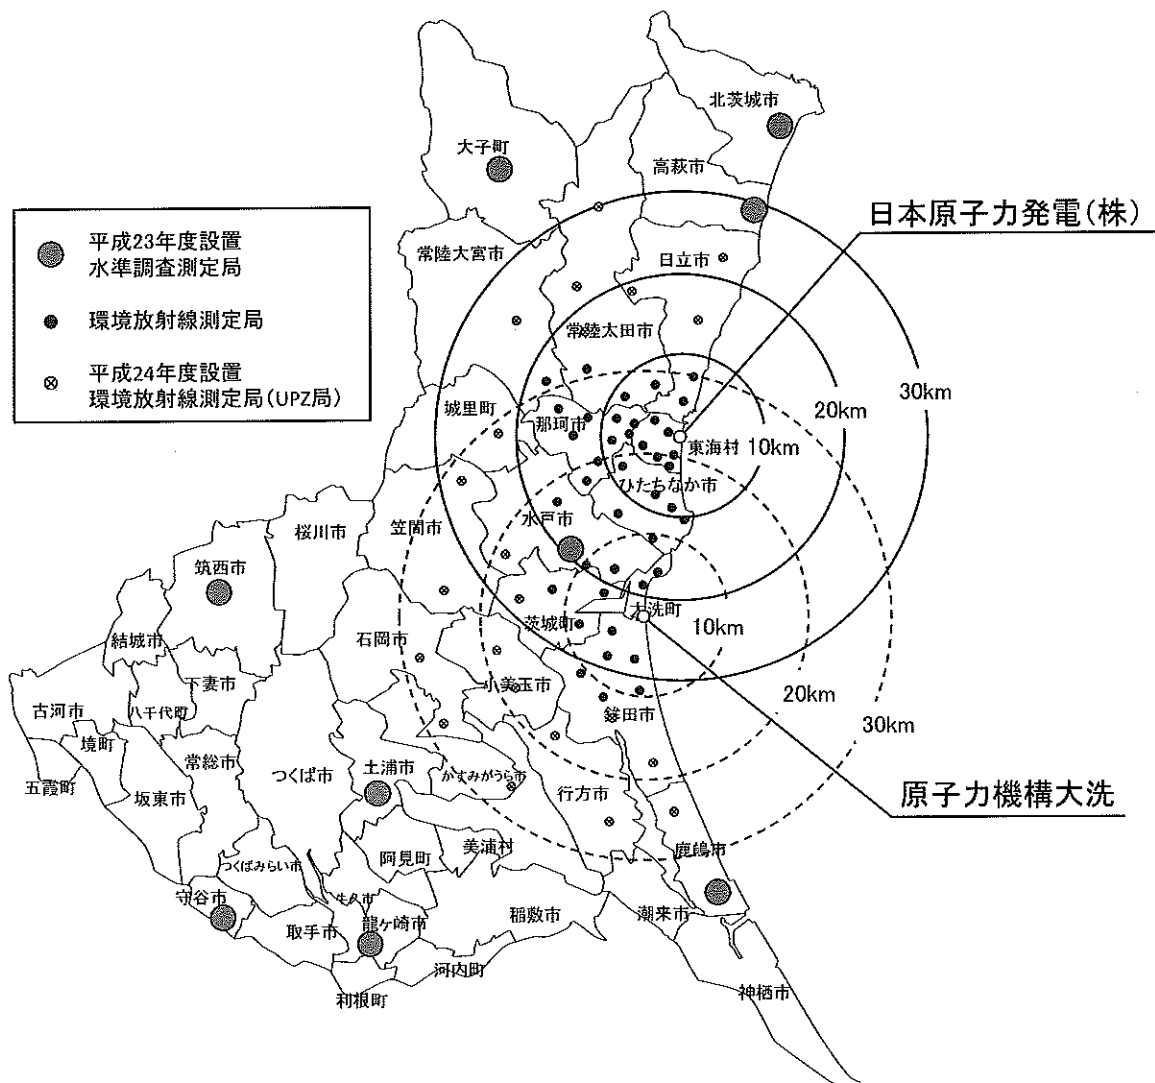 北茨城市
大子町
高萩市
日本原子力発電(株)
平成23年度設置
水準調査測定局
環境放射線測定局
平成24年度設置
環境放射線測定局(UPZ局)
常陸大宮市
日立市
常陸太田市
30km
20km
城里町
那珂市
東海村
10km
ひたちなか市
水戸市
桜川市
笠間市
筑西市
大洗町
茨城町
10km
結城市
石岡市
下妻市
小美玉市
20km
八千代町
古河市
鉾田市
30km
境町
常総市
つくば市
土浦市
かすみがうら市
五霞町
坂東市
行方市
原子力機構大洗
美浦村
阿見町
鹿嶋市
つくばみらい市
守谷市
牛久市
稲敷市
潮来市
取手市
龍ヶ崎市
河内町
利根町
神栖市